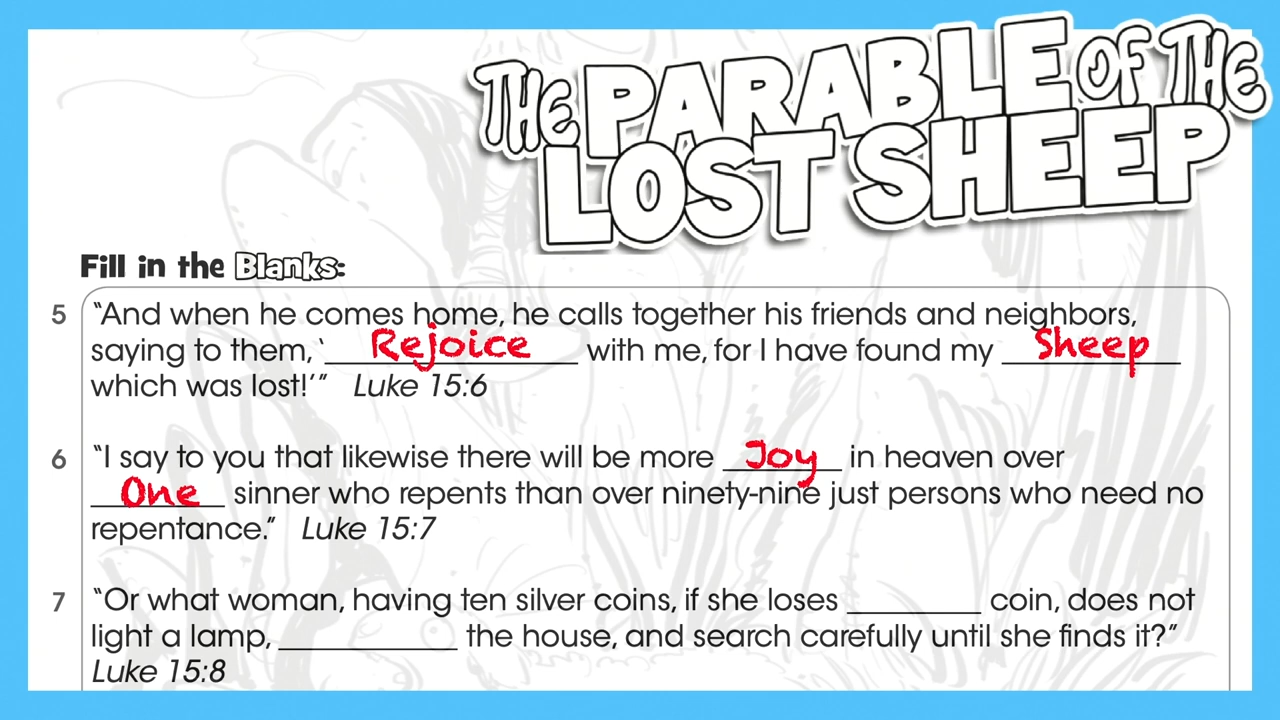 THE PARABLE OF THE
LOST SHEEP
Fill in the Blanks:
5 “And when he comes home, he calls together his friends and neighbors,
saying to them, ‘ Rejoice with me, for I have found my Sheep
which was lost!’” Luke 15:6
6 “I say to you that likewise there will be more Joy in heaven over
One sinner who repents than over ninety-nine just persons who need no
repentance.” Luke 15:7
7 “Or what woman, having ten silver coins, if she loses ________ coin, does not
light a lamp, ___________ the house, and search carefully until she finds it?”
Luke 15:8